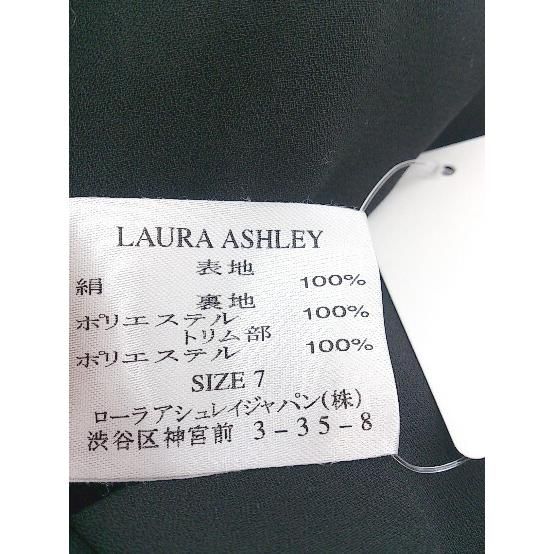 LAURA ASHLEY
表地
絹 100%
裏地
ポリエステル 100%
トリム部
ポリエステル 100%
SIZE 7
ローラアシュレイジャパン(株)
渋谷区神宮前 3-35-8